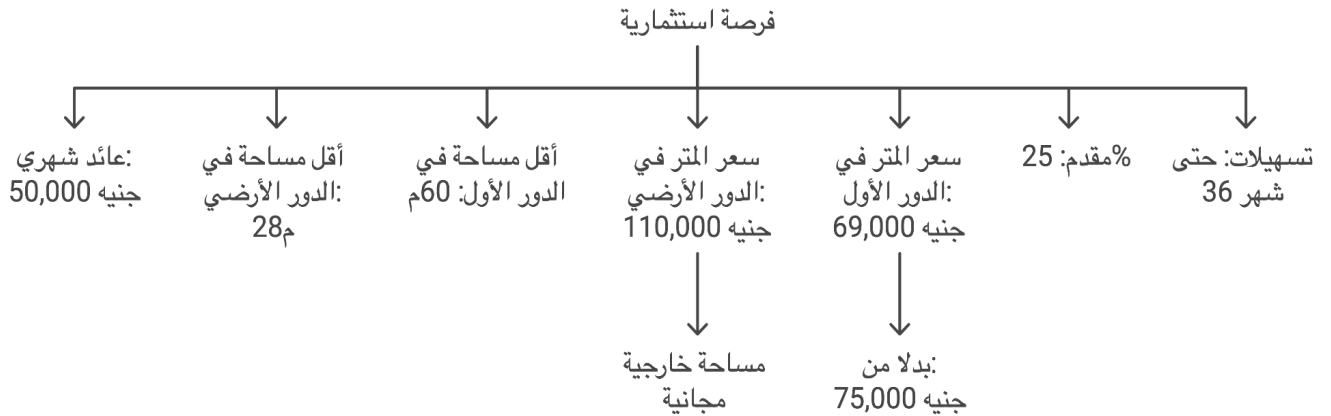 فرصة استثمارية
تسهيلات: حتى
36 شهر
مقدم: 25%
سعر المتر في
الدور الأول:
69,000 جنيه
بدلا من:
75,000 جنيه
سعر المتر في
الدور الأرضي:
110,000 جنيه
مساحة خارجية
مجانية
أقل مساحة في
الدور الأول: 60م
أقل مساحة في
الدور الأرضي:
28م
عائد شهري:
50,000 جنيه